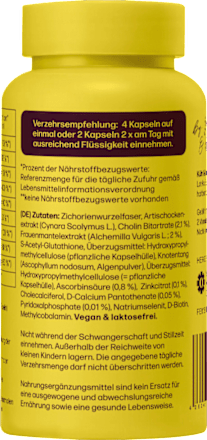 Verzehrsempfehlung: 4 Kapseln auf
einmal oder 2 Kapseln 2 x am Tag mit
ausreichend Flüssigkeit einnehmen.
*Prozent der Nährstoffbezugswerte:
Referenzmenge für die tägliche Zufuhr gemäß
Lebensmittelinformationsverordnung
**keine Nährstoffbezugswerte vorhanden
(DE) Zutaten: Zichorienwurzelfaser, Artischocken-
extrakt (Cynara Scolymus L.), Cholin Bitartrat (2,1 %)
Frauenmantelextrakt (Alchemilla Vulgaris L.; 2 %),
S-Acetyl-Glutathione, Überzugsmittel: Hydroxypropyl-
methylcellulose (pflanzliche Kapselhülle), Knotentang
(Ascophyllum nodosum), Algenpulver), Überzugsmittel:
Hydroxypropylmethylcellulose (= pflanzliche
Kapselhülle), Ascorbinsäure (0,8 %), Zinkcitrat (0,1 %)
Cholecalciferol, D-Calcium Pantothenate (0,05 %),
Pyridoxalphosphate (0,01 %), Natriumselenit, D-Biotin,
Methylcobalamin. Vegan & laktosefrei.
Nicht während der Schwangerschaft und Stillzeit
einnehmen. Außerhalb der Reichweite von
kleinen Kindern lagern. Die angegebene tägliche
Verzehrsmenge darf nicht überschritten werden.
Nahrungsergänzungsmittel sind kein Ersatz für
eine ausgewogene und abwechslungsreiche
Ernährung sowie eine gesunde Lebensweise.